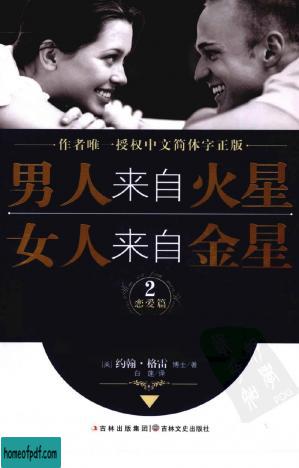 作者唯一授权中文简体字正版
男人来自火星
女人来自金星
2
恋爱篇
[美] 约翰·格雷 博士/著
白莲/译
吉林出版集团 吉林文史出版社
homeofpdf.com